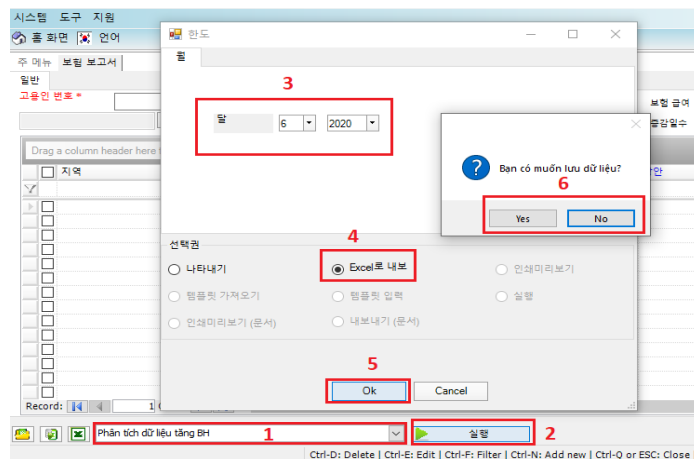 시스템 도구 지원
홈 화면 언어
주 메뉴 보험 보고서
일반
고용인 번호 *
보험 급여
증감일수
Drag a column header here
지역
한도
월
3
달 6 2020
Bạn có muốn lưu dữ liệu?
6
Yes No
선택권
4
나타내기 Excel로 내보 인쇄미리보기
템플릿 가져오기 템플릿 입력 실행
인쇄미리보기 (문서) 내보내기 (문서)
5
Ok Cancel
Record: 1
Phân tích dữ liệu tăng BH 1 실행 2
Ctrl-D: Delete | Ctrl-E: Edit | Ctrl-F: Filter | Ctrl-N: Add new | Ctrl-Q or ESC: Close